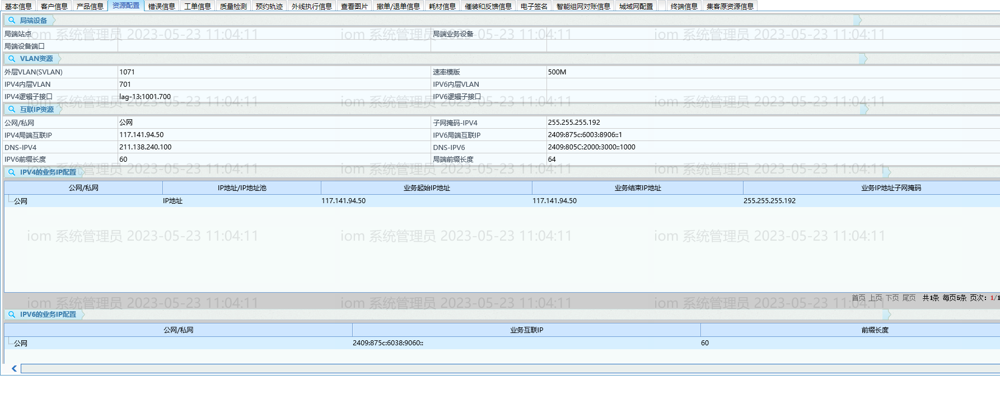 基本信息 客户信息 产品信息 资源配置 错误信息 工单信息 质量检测 预约轨迹 外线执行信息 查看图片 撤单/退单信息 耗材信息 催装和反馈信息 电子签名 智能组网对账信息 城域网配置 终端信息 集客原资源信息
局端设备
局端站点 局端业务设备
iom 系统管理员 2023-05-23 11:04:11 iom 系统管理员 2023-05-23 11:04:11 iom 系统管理员 2023-05-23 11:04:11
局端设备端口
VLAN资源
外层VLAN(SVLAN) 1071 速率模版 500M
IPV4内层VLAN 701 IPV6内层VLAN
IPV4逻辑子接口 lag-13:1001.700 IPV6逻辑子接口
iom 系统管理员 2023-05-23 11:04:11 iom 系统管理员 2023-05-23 11:04:11 iom 系统管理员 2023-05-23 11:04:11
互联IP资源
公网/私网 公网 子网掩码-IPV4 255.255.255.192
IPV4局端互联IP 117.141.94.50 IPV6局端互联IP 2409:875c:6003:8906::1
DNS-IPV4 211.138.240.100 DNS-IPV6 2409:805C:2000:3000::1000
IPV6前缀长度 60 局端前缀长度 64
iom 系统管理员 2023-05-23 11:04:11 iom 系统管理员 2023-05-23 11:04:11 iom 系统管理员 2023-05-23 11:04:11
IPV4的业务IP配置
公网/私网 IP地址/IP地址池 业务起始IP地址 业务结束IP地址 业务IP地址子网掩码
公网 IP地址 117.141.94.50 117.141.94.50 255.255.255.192
iom 系统管理员 2023-05-23 11:04:11 iom 系统管理员 2023-05-23 11:04:11 iom 系统管理员 2023-05-23 11:04:11
首页 上页 下页 尾页 共1条 每页5条 页次：1/1
iom 系统管理员 2023-05-23 11:04:11 iom 系统管理员 2023-05-23 11:04:11 iom 系统管理员 2023-05-23 11:04:11
IPV6的业务IP配置
公网/私网 业务互联IP 前缀长度
公网 2409:875c:6038:9060:: 60